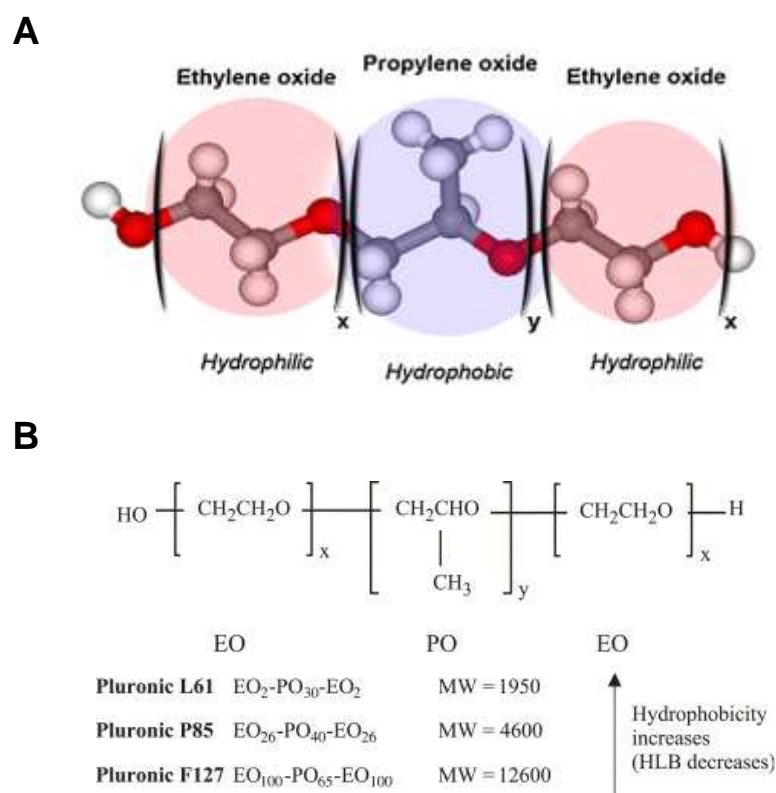 A
Ethylene oxide Propylene oxide Ethylene oxide
x y x
Hydrophilic Hydrophobic Hydrophilic
B
HO [CH₂CH₂O]x [CH₂CHO]y [CH₂CH₂O]x H
CH₃
EO PO EO
Pluronic L61 EO₂-PO₃₀-EO₂ MW = 1950
Pluronic P85 EO₂₆-PO₄₀-EO₂₆ MW = 4600
Pluronic F127 EO₁₀₀-PO₆₅-EO₁₀₀ MW = 12600
Hydrophobicity
increases
(HLB decreases)